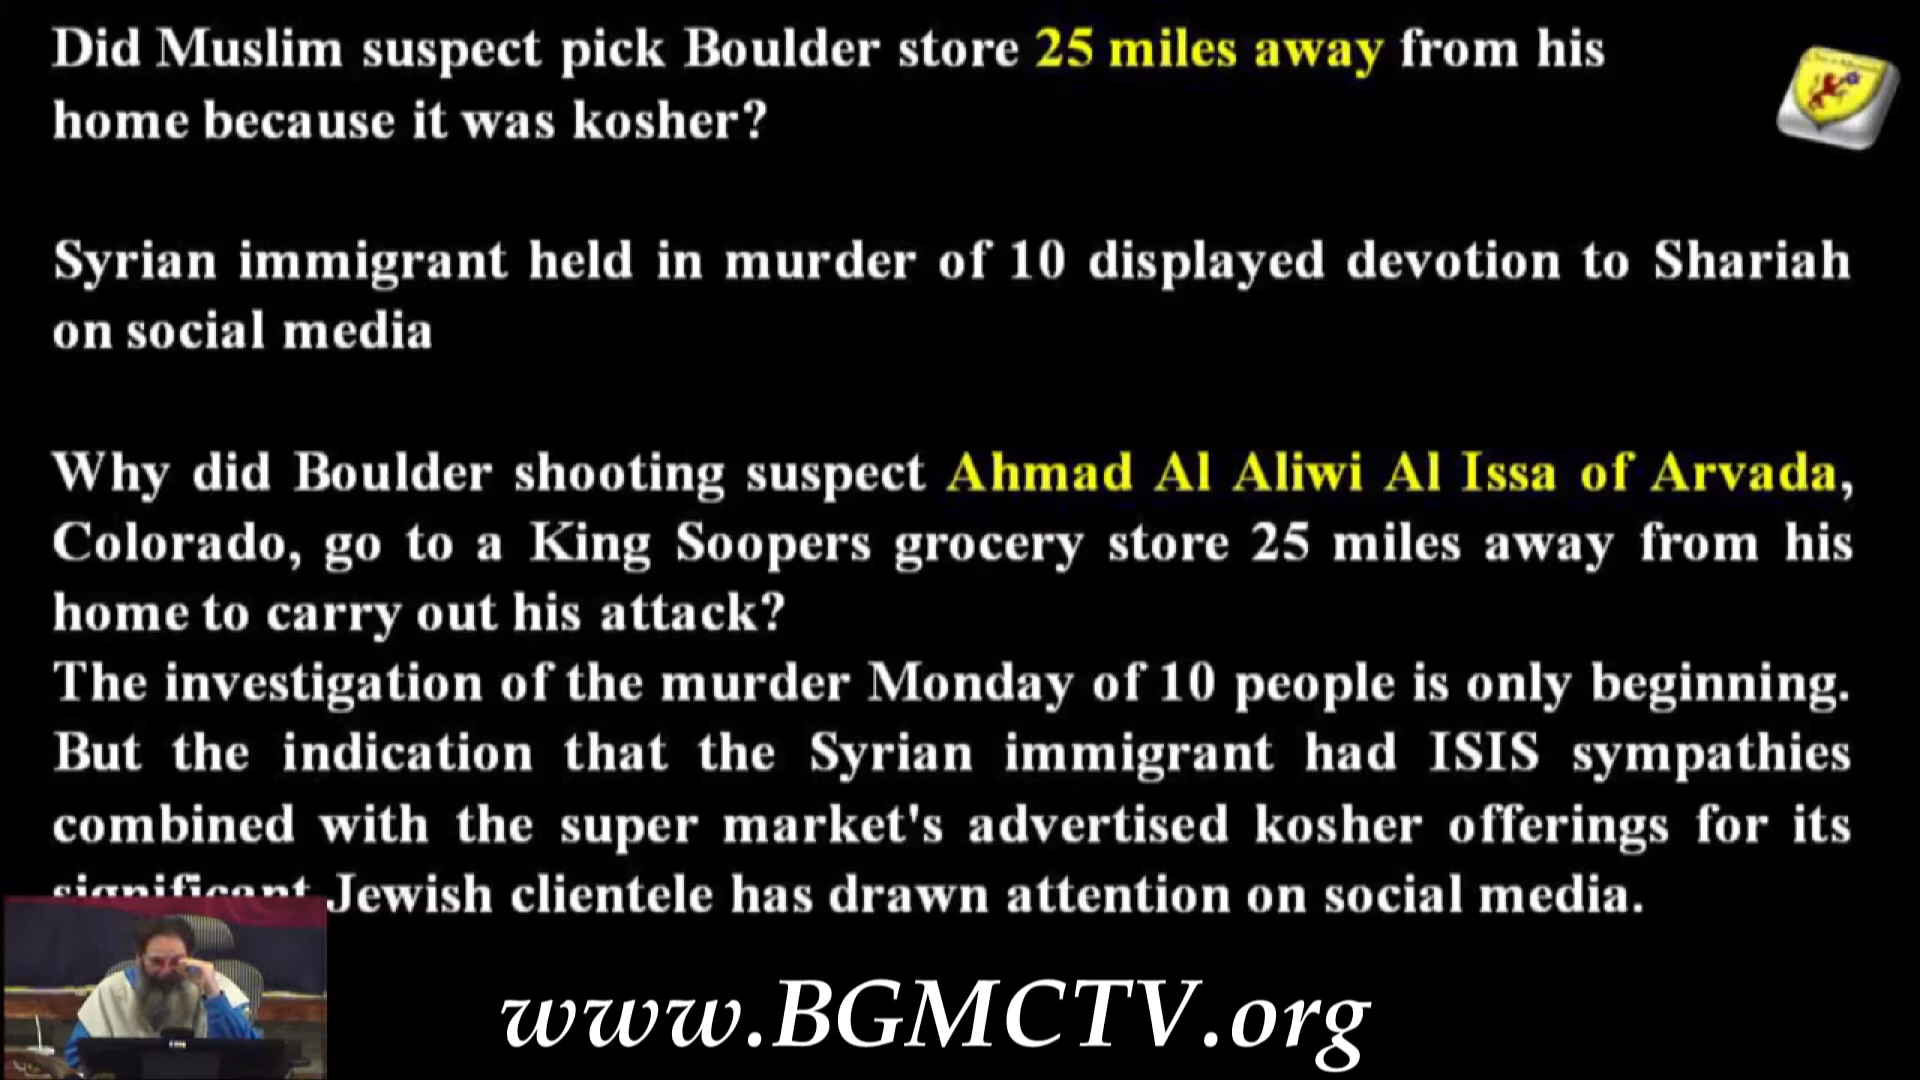 Did Muslim suspect pick Boulder store 25 miles away from his
home because it was kosher?
Syrian immigrant held in murder of 10 displayed devotion to Shariah
on social media
Why did Boulder shooting suspect Ahmad Al Aliwi Al Issa of Arvada,
Colorado, go to a King Soopers grocery store 25 miles away from his
home to carry out his attack?
The investigation of the murder Monday of 10 people is only beginning.
But the indication that the Syrian immigrant had ISIS sympathies
combined with the super market's advertised kosher offerings for its
significant Jewish clientele has drawn attention on social media.
www.BGMCTV.org